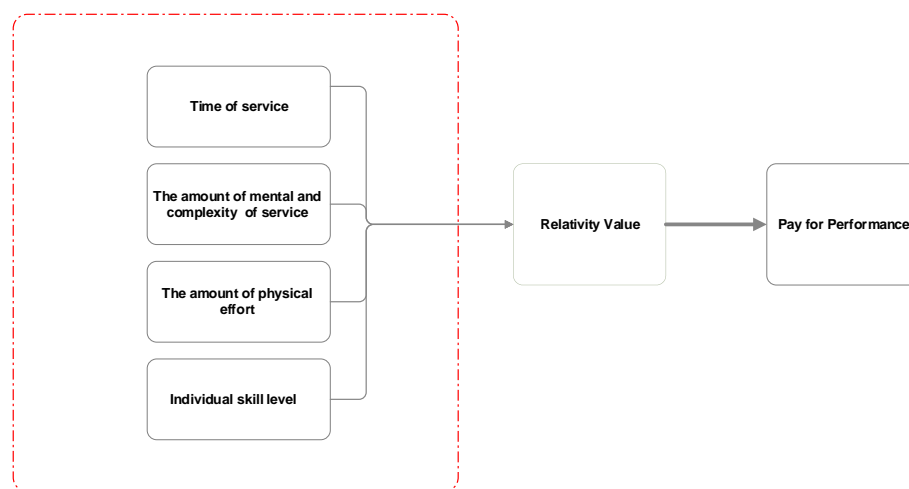 Time of service
The amount of mental and
complexity of service
The amount of physical
effort
Individual skill level
Relativity Value
Pay for Performance